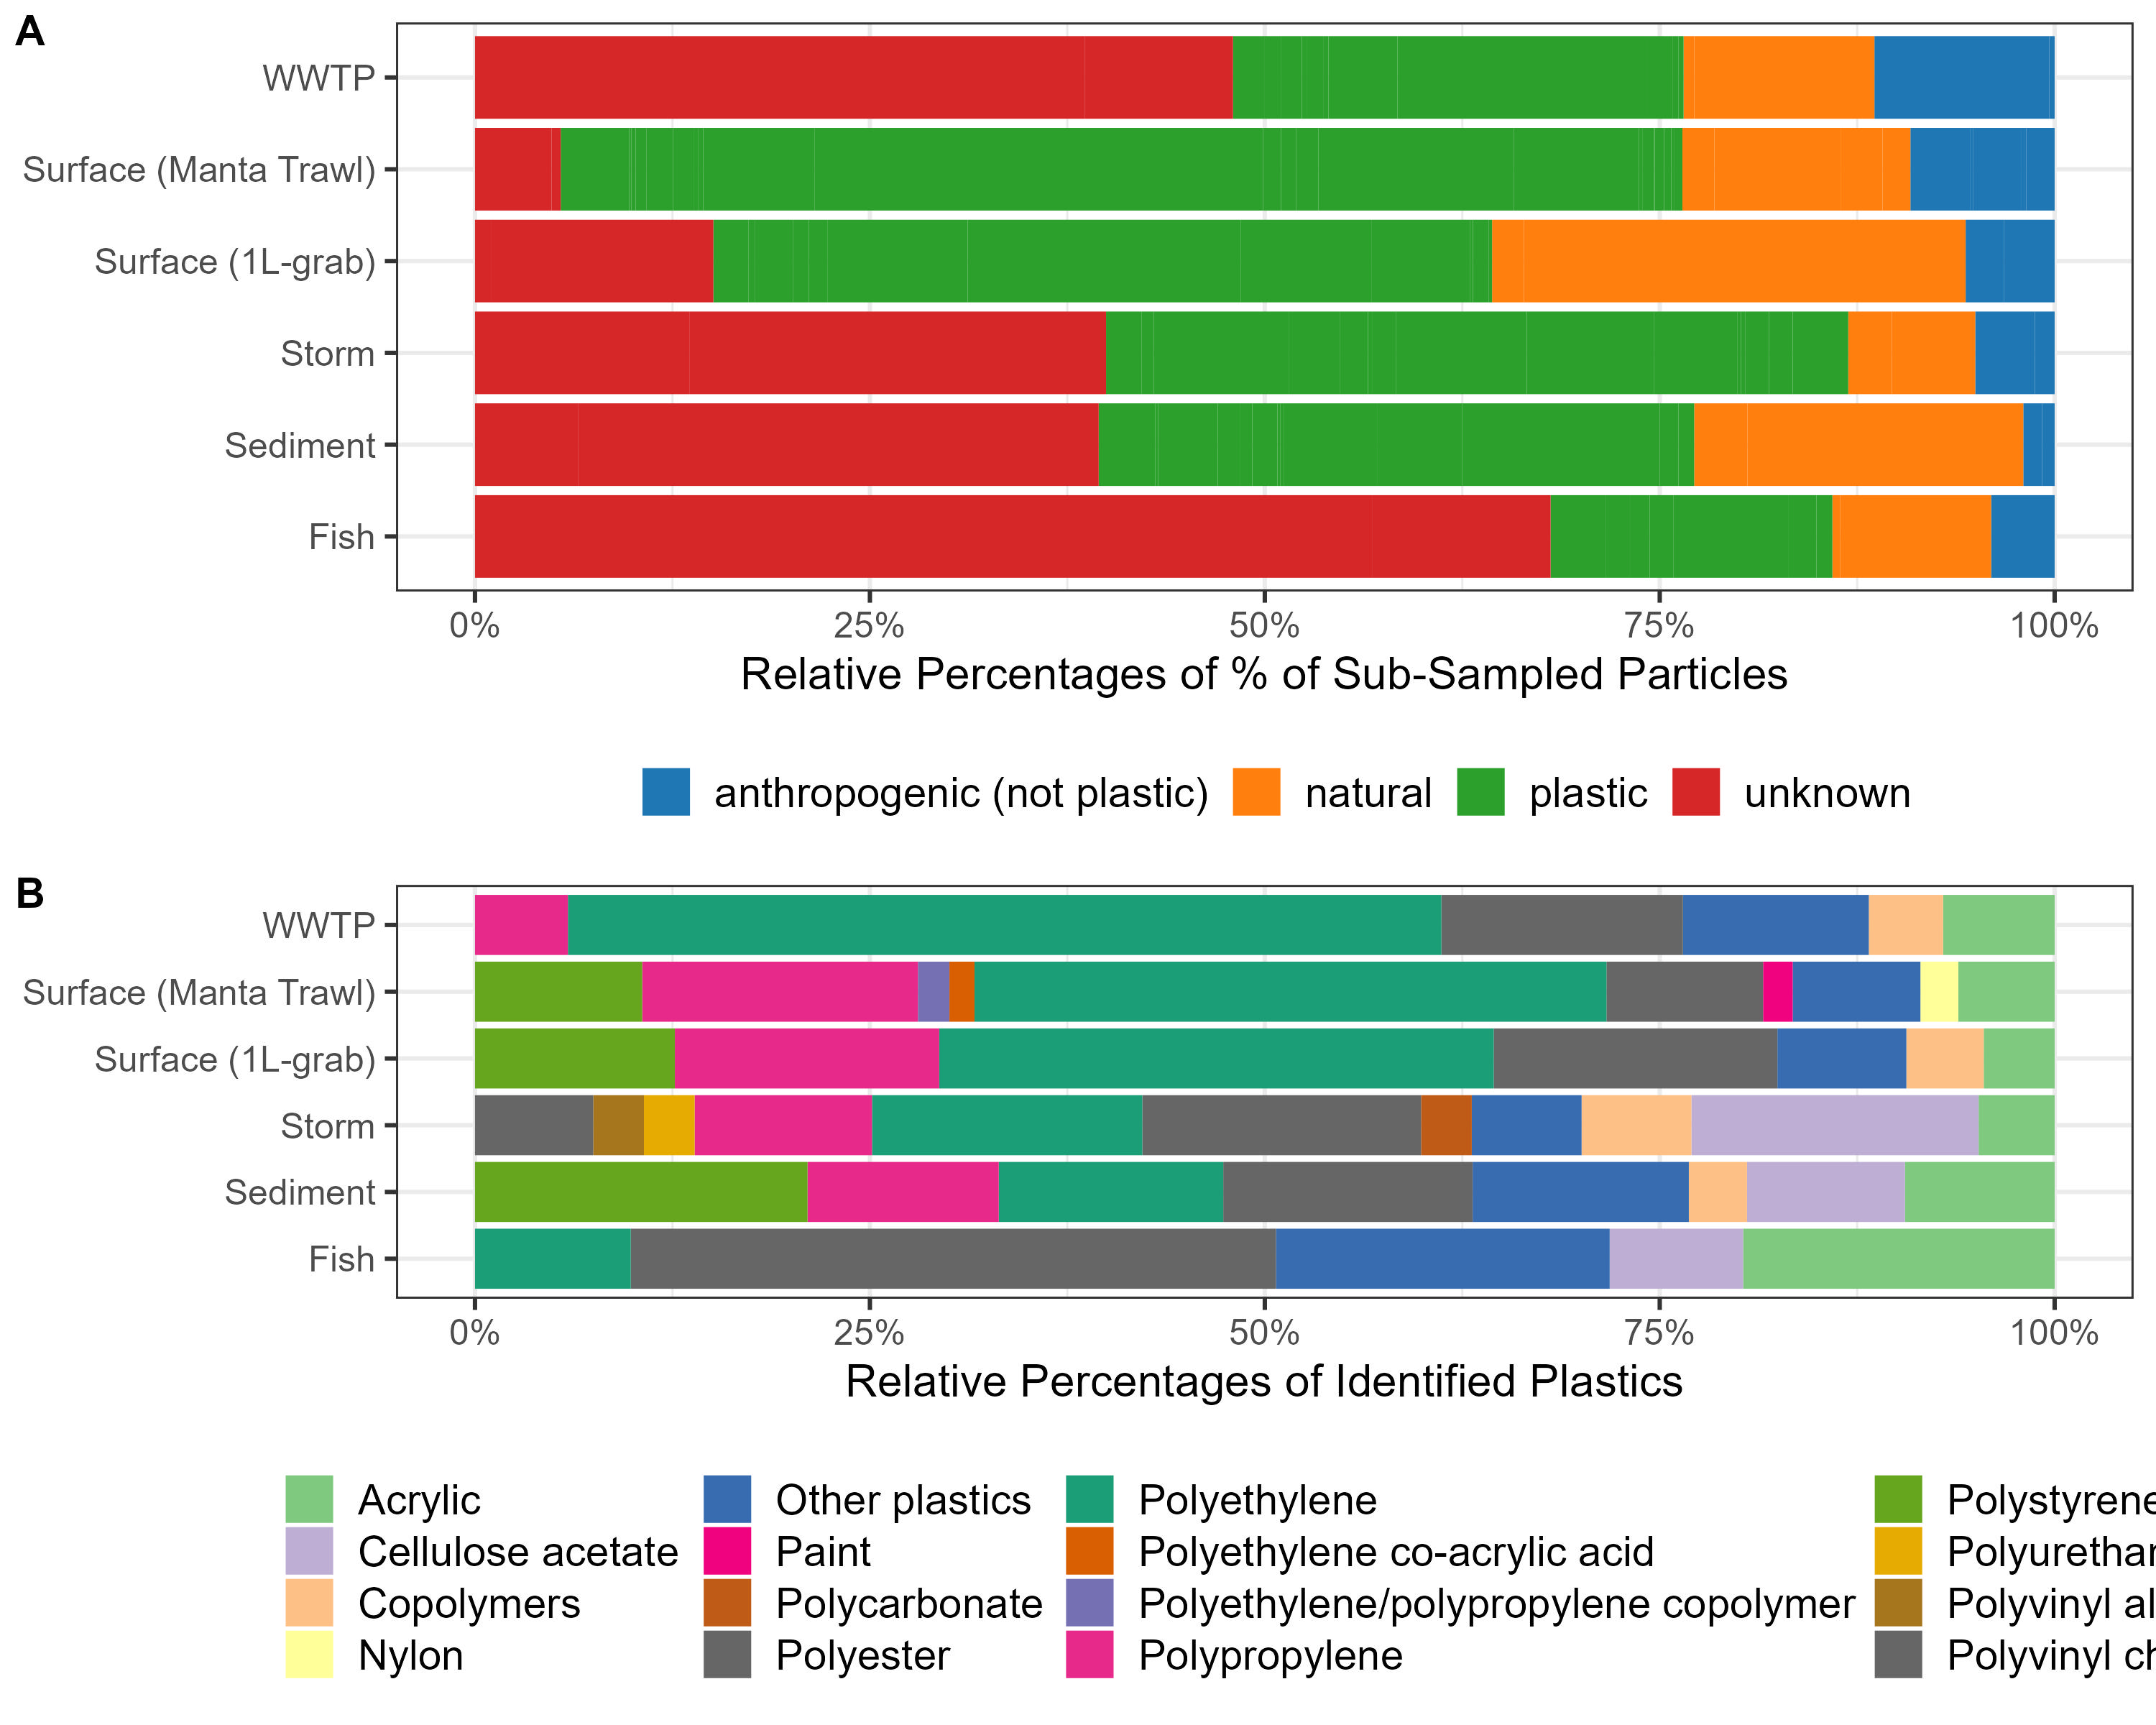 A
WWTP
Surface (Manta Trawl)
Surface (1L-grab)
Storm
Sediment
Fish
0% 25% 50% 75% 100%
Relative Percentages of % of Sub-Sampled Particles
anthropogenic (not plastic) natural plastic unknown
B
WWTP
Surface (Manta Trawl)
Surface (1L-grab)
Storm
Sediment
Fish
0% 25% 50% 75% 100%
Relative Percentages of Identified Plastics
Acrylic Other plastics Polyethylene Polystyrene
Cellulose acetate Paint Polyethylene co-acrylic acid
Copolymers Polycarbonate Polyethylene/polypropylene copolymer Polyvinyl
Nylon Polyester Polypropylene Polyvinyl